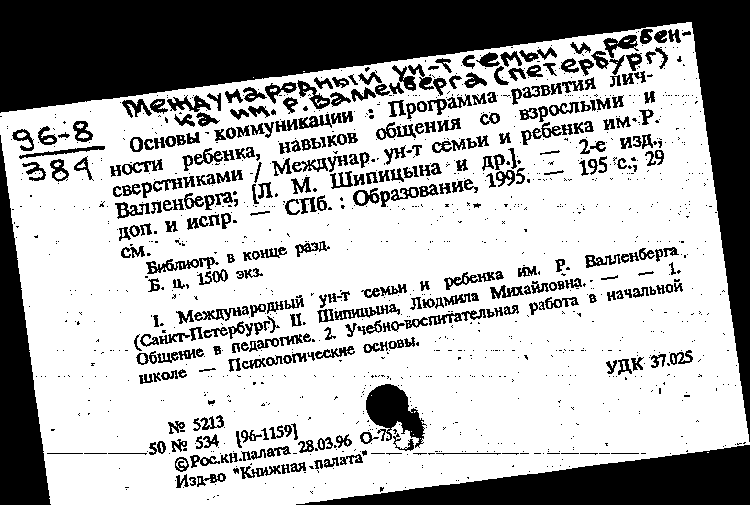 Международный ун-т семьи и ребен-
ка им. Р. Валленберга (Петербург).
96-8
384
Основы коммуникации : Программа развития лич-
ности ребенка, навыков общения со взрослыми и
сверстниками / Междунар. ун-т семьи и ребенка им. Р.
Валленберга; [Л. М. Шипицына и др.]. — 2-е изд.,
доп. и испр. — СПб. : Образование, 1995. — 195 с.; 29
см.
Библиогр. в конце разд.
Б. ц., 1500 экз.
I. Международный ун-т семьи и ребенка им. Р. Валленберга
(Санкт-Петербург). II. Шипицына, Людмила Михайловна. — — 1.
Общение в педагогике. 2. Учебно-воспитательная работа в начальной
школе — Психологические основы.
УДК 37.025
№ 5213
50 № 534 [96-1159]
©Рос.кн.палата 28.03.96 О-75
Изд-во "Книжная палата"